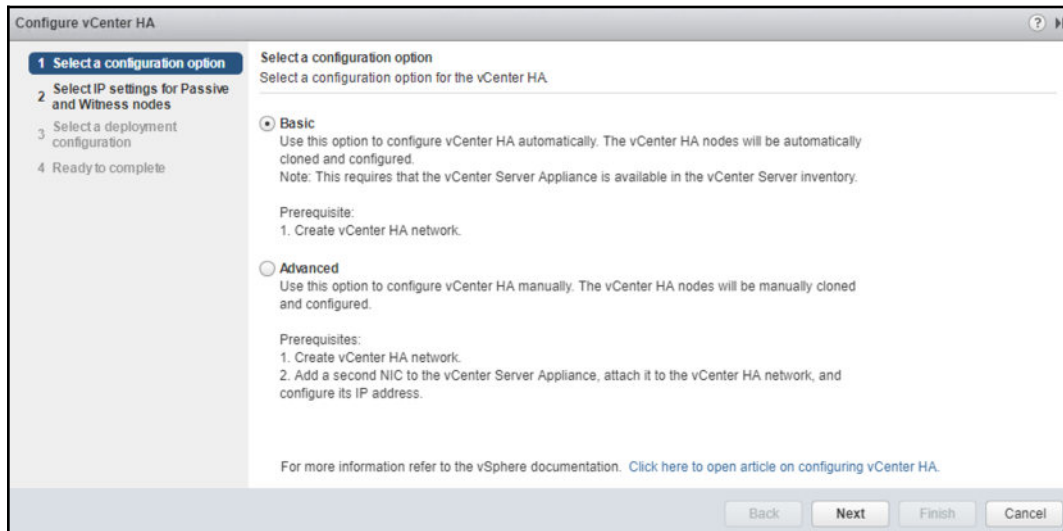 Configure vCenter HA
?
1 Select a configuration option
2 Select IP settings for Passive
and Witness nodes
3 Select a deployment
configuration
4 Ready to complete
Select a configuration option
Select a configuration option for the vCenter HA.
Basic
Use this option to configure vCenter HA automatically. The vCenter HA nodes will be automatically
cloned and configured.
Note: This requires that the vCenter Server Appliance is available in the vCenter Server inventory.
Prerequisite:
1. Create vCenter HA network.
Advanced
Use this option to configure vCenter HA manually. The vCenter HA nodes will be manually cloned
and configured.
Prerequisites:
1. Create vCenter HA network.
2. Add a second NIC to the vCenter Server Appliance, attach it to the vCenter HA network, and
configure its IP address.
For more information refer to the vSphere documentation. Click here to open article on configuring vCenter HA.
Back Next Finish Cancel